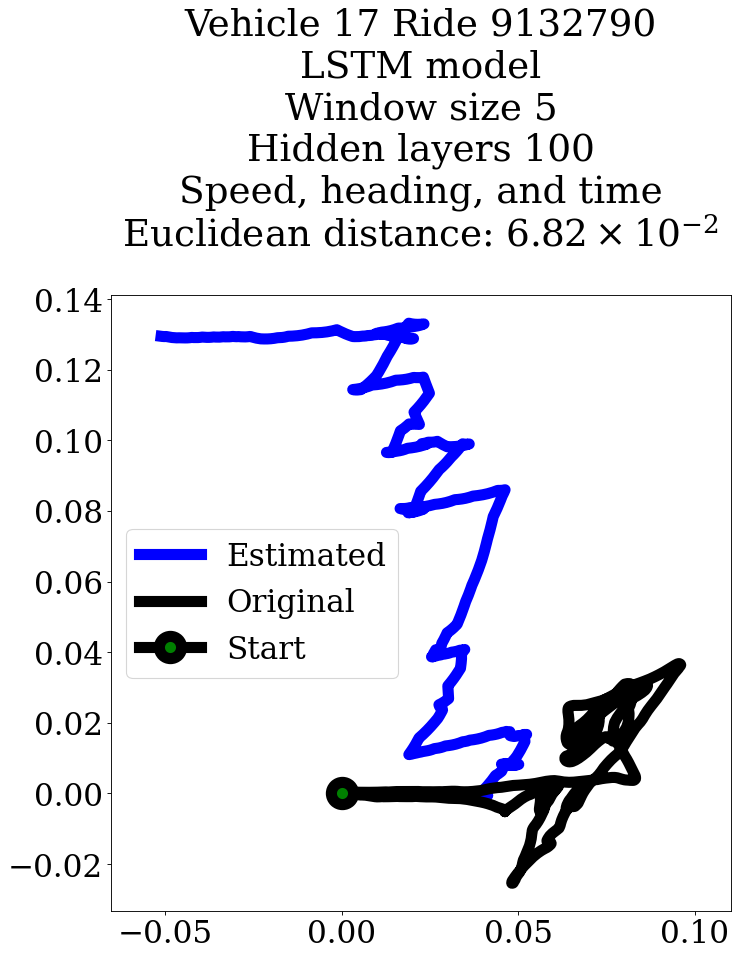 Vehicle 17 Ride 9132790
LSTM model
Window size 5
Hidden layers 100
Speed, heading, and time
Euclidean distance: 6.82 × 10⁻²
0.14
0.12
0.10
0.08
0.06
0.04
0.02
0.00
−0.02
Estimated
Original
Start
−0.05 0.00 0.05 0.10